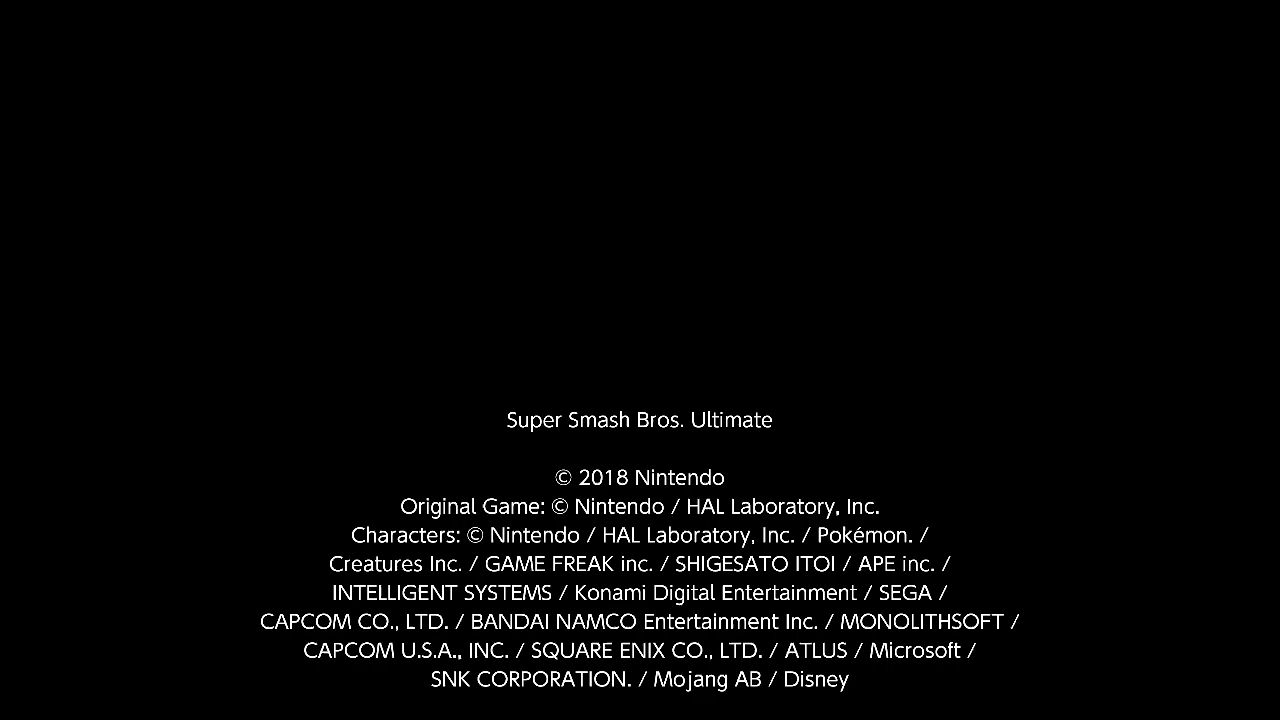 Super Smash Bros. Ultimate
© 2018 Nintendo
Original Game: © Nintendo / HAL Laboratory, Inc.
Characters: © Nintendo / HAL Laboratory, Inc. / Pokémon. /
Creatures Inc. / GAME FREAK inc. / SHIGESATO ITOI / APE inc. /
INTELLIGENT SYSTEMS / Konami Digital Entertainment / SEGA /
CAPCOM CO., LTD. / BANDAI NAMCO Entertainment Inc. / MONOLITHSOFT /
CAPCOM U.S.A., INC. / SQUARE ENIX CO., LTD. / ATLUS / Microsoft /
SNK CORPORATION. / Mojang AB / Disney